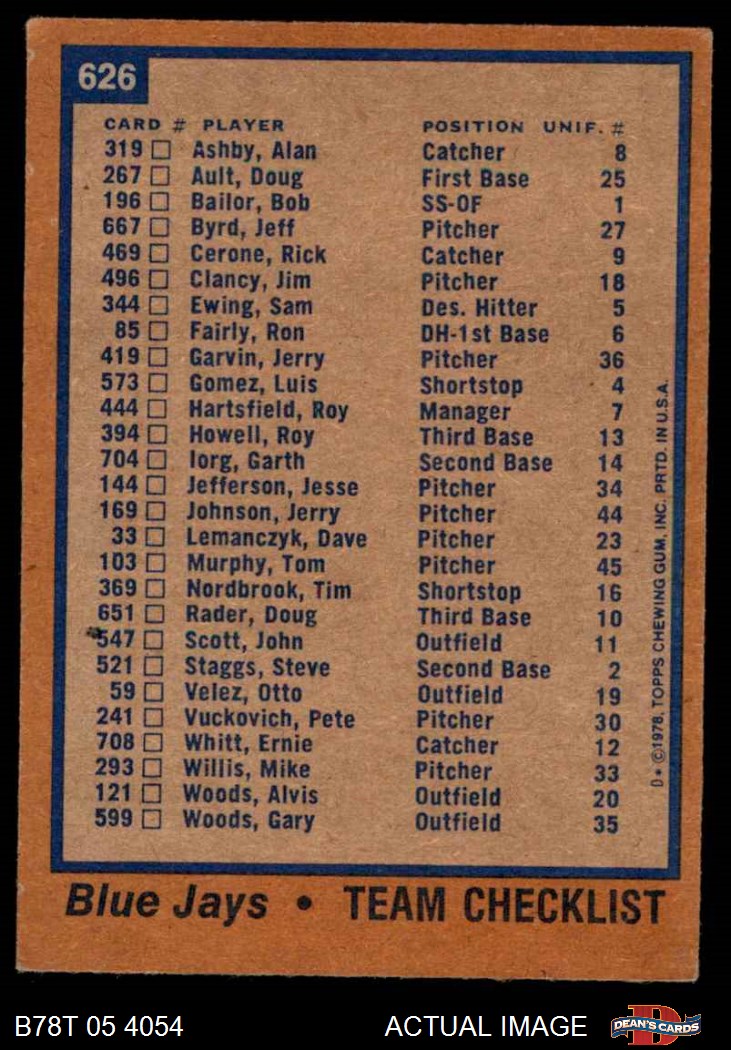 626
CARD # PLAYER POSITION UNIF. #
319 Ashby, Alan Catcher 8
267 Ault, Doug First Base 25
196 Bailor, Bob SS-OF 1
667 Byrd, Jeff Pitcher 27
469 Cerone, Rick Catcher 9
496 Clancy, Jim Pitcher 18
344 Ewing, Sam Des. Hitter 5
85 Fairly, Ron DH-1st Base 6
419 Garvin, Jerry Pitcher 36
573 Gomez, Luis Shortstop 4
444 Hartsfield, Roy Manager 7
394 Howell, Roy Third Base 13
704 Iorg, Garth Second Base 14
144 Jefferson, Jesse Pitcher 34
169 Johnson, Jerry Pitcher 44
33 Lemanczyk, Dave Pitcher 23
103 Murphy, Tom Pitcher 45
369 Nordbrook, Tim Shortstop 16
651 Rader, Doug Third Base 10
547 Scott, John Outfield 11
521 Staggs, Steve Second Base 2
59 Velez, Otto Outfield 19
241 Vuckovich, Pete Pitcher 30
708 Whitt, Ernie Catcher 12
293 Willis, Mike Pitcher 33
121 Woods, Alvis Outfield 20
599 Woods, Gary Outfield 35
D* ©1978, TOPPS CHEWING GUM, INC. PRTD. IN U.S.A.
Blue Jays • TEAM CHECKLIST
B78T 05 4054 ACTUAL IMAGE
D
DEAN'S CARDS